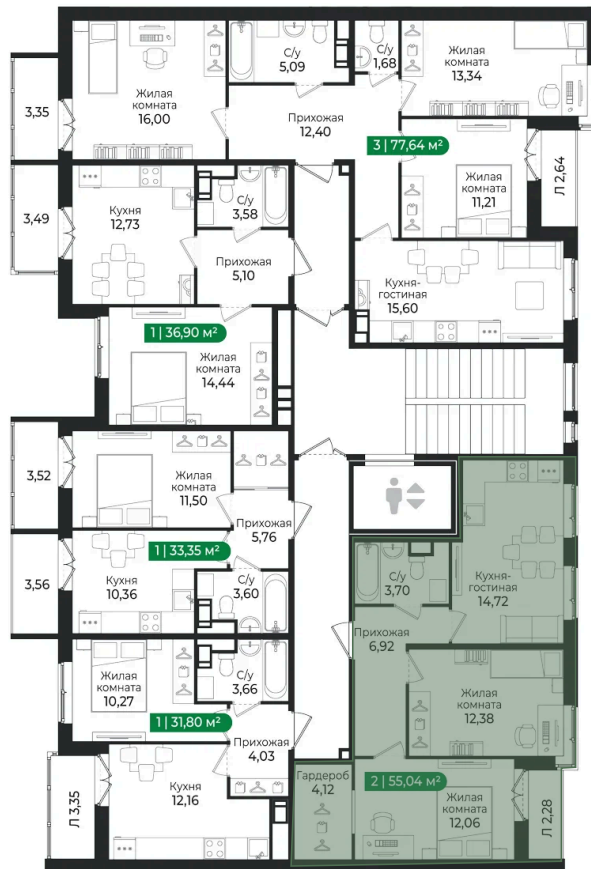 С/у
5,09
С/у
1,68
Жилая
комната
13,34
Жилая
комната
16,00
3,35
Прихожая
12,40
3 | 77,64 м²
Жилая
комната
11,21
Л 2,64
3,49
Кухня
12,73
С/у
3,58
Прихожая
5,10
Кухня-
гостиная
15,60
1 | 36,90 м²
Жилая
комната
14,44
3,52
Жилая
комната
11,50
Прихожая
5,76
1 | 33,35 м²
3,56
10,36
Кухня
С/у
3,60
С/у
3,70
Кухня-
гостиная
14,72
Прихожая
6,92
Жилая
комната
10,27
С/у
3,66
1 | 31,80 м²
Прихожая
4,03
Жилая
комната
12,38
Л 3,35
Кухня
12,16
Гардероб
4,12
2 | 55,04 м²
Жилая
комната
12,06
Л 2,28